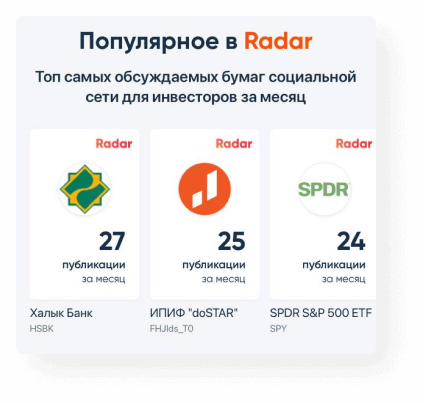 Популярное в Radar
Топ самых обсуждаемых бумаг социальной
сети для инвесторов за месяц
Radar
27
публикации
за месяц
Халык Банк
HSBK
Radar
25
публикации
за месяц
ИПИФ "doSTAR"
FHJIds_T0
Radar
SPDR
24
публикации
за месяц
SPDR S&P 500 ETF
SPY